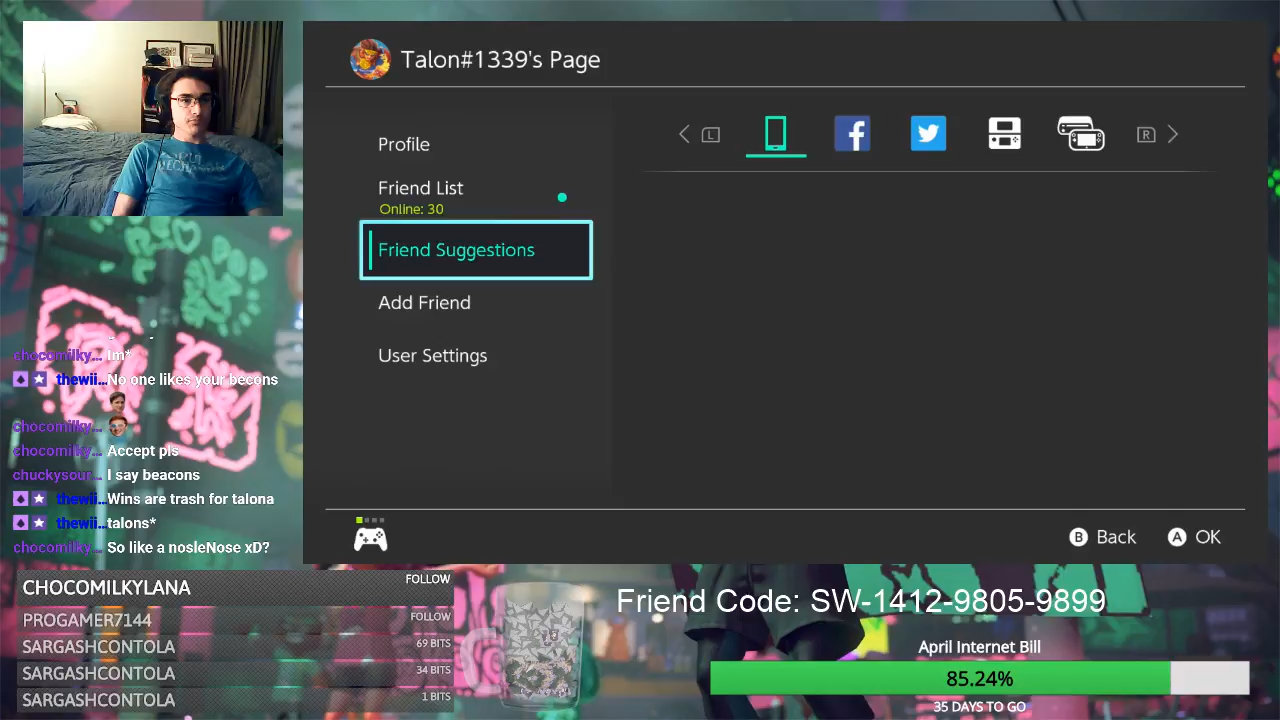 Talon#1339's Page
Profile
Friend List
Online: 30
Friend Suggestions
Add Friend
User Settings
L
R
B Back
A OK
chocomilky... Im*
thewii... No one likes your becons
chocomilky...
chocomilky... Accept pls
chuckysour... I say beacons
thewii... Wins are trash for talona
thewii... talons*
chocomilky... So like a nosleNose xD?
CHOCOMILKYLANA FOLLOW
PROGAMER7144 FOLLOW
SARGASHCONTOLA 69 BITS
SARGASHCONTOLA 34 BITS
SARGASHCONTOLA 1 BITS
Friend Code: SW-1412-9805-9899
April Internet Bill
85.24%
35 DAYS TO GO